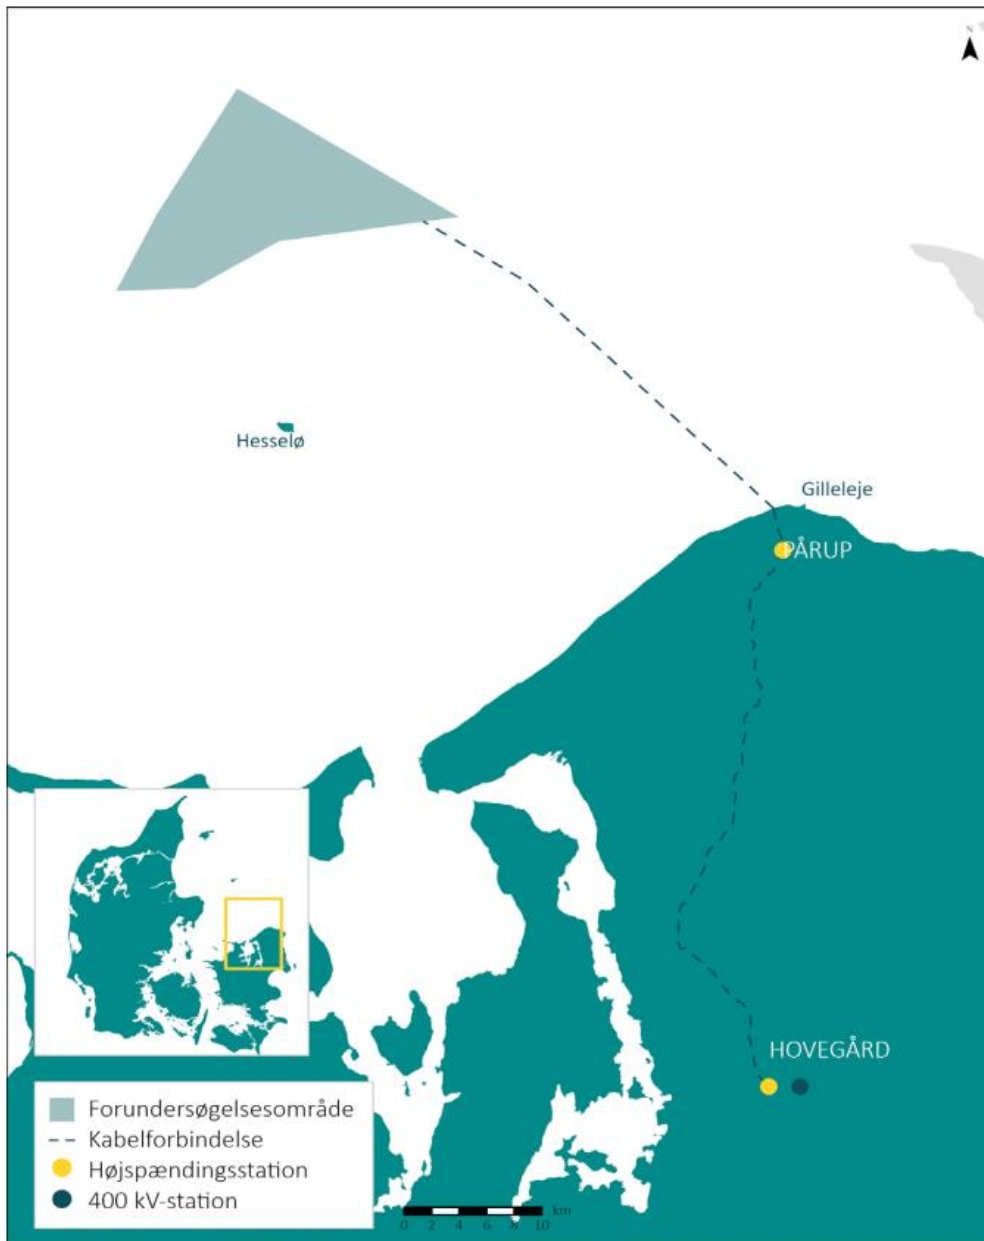 N
Hesselø
Gilleleje
PÅRUP
HOVEGÅRD
Forundersøgelsesområde
Kabelforbindelse
Højspændingsstation
400 kV-station
km
0 2 4 6 8 10